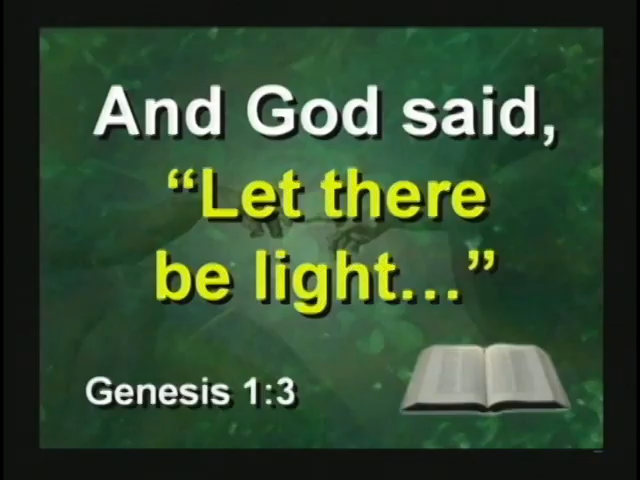 And God said,
“Let there
be light...”
Genesis 1:3